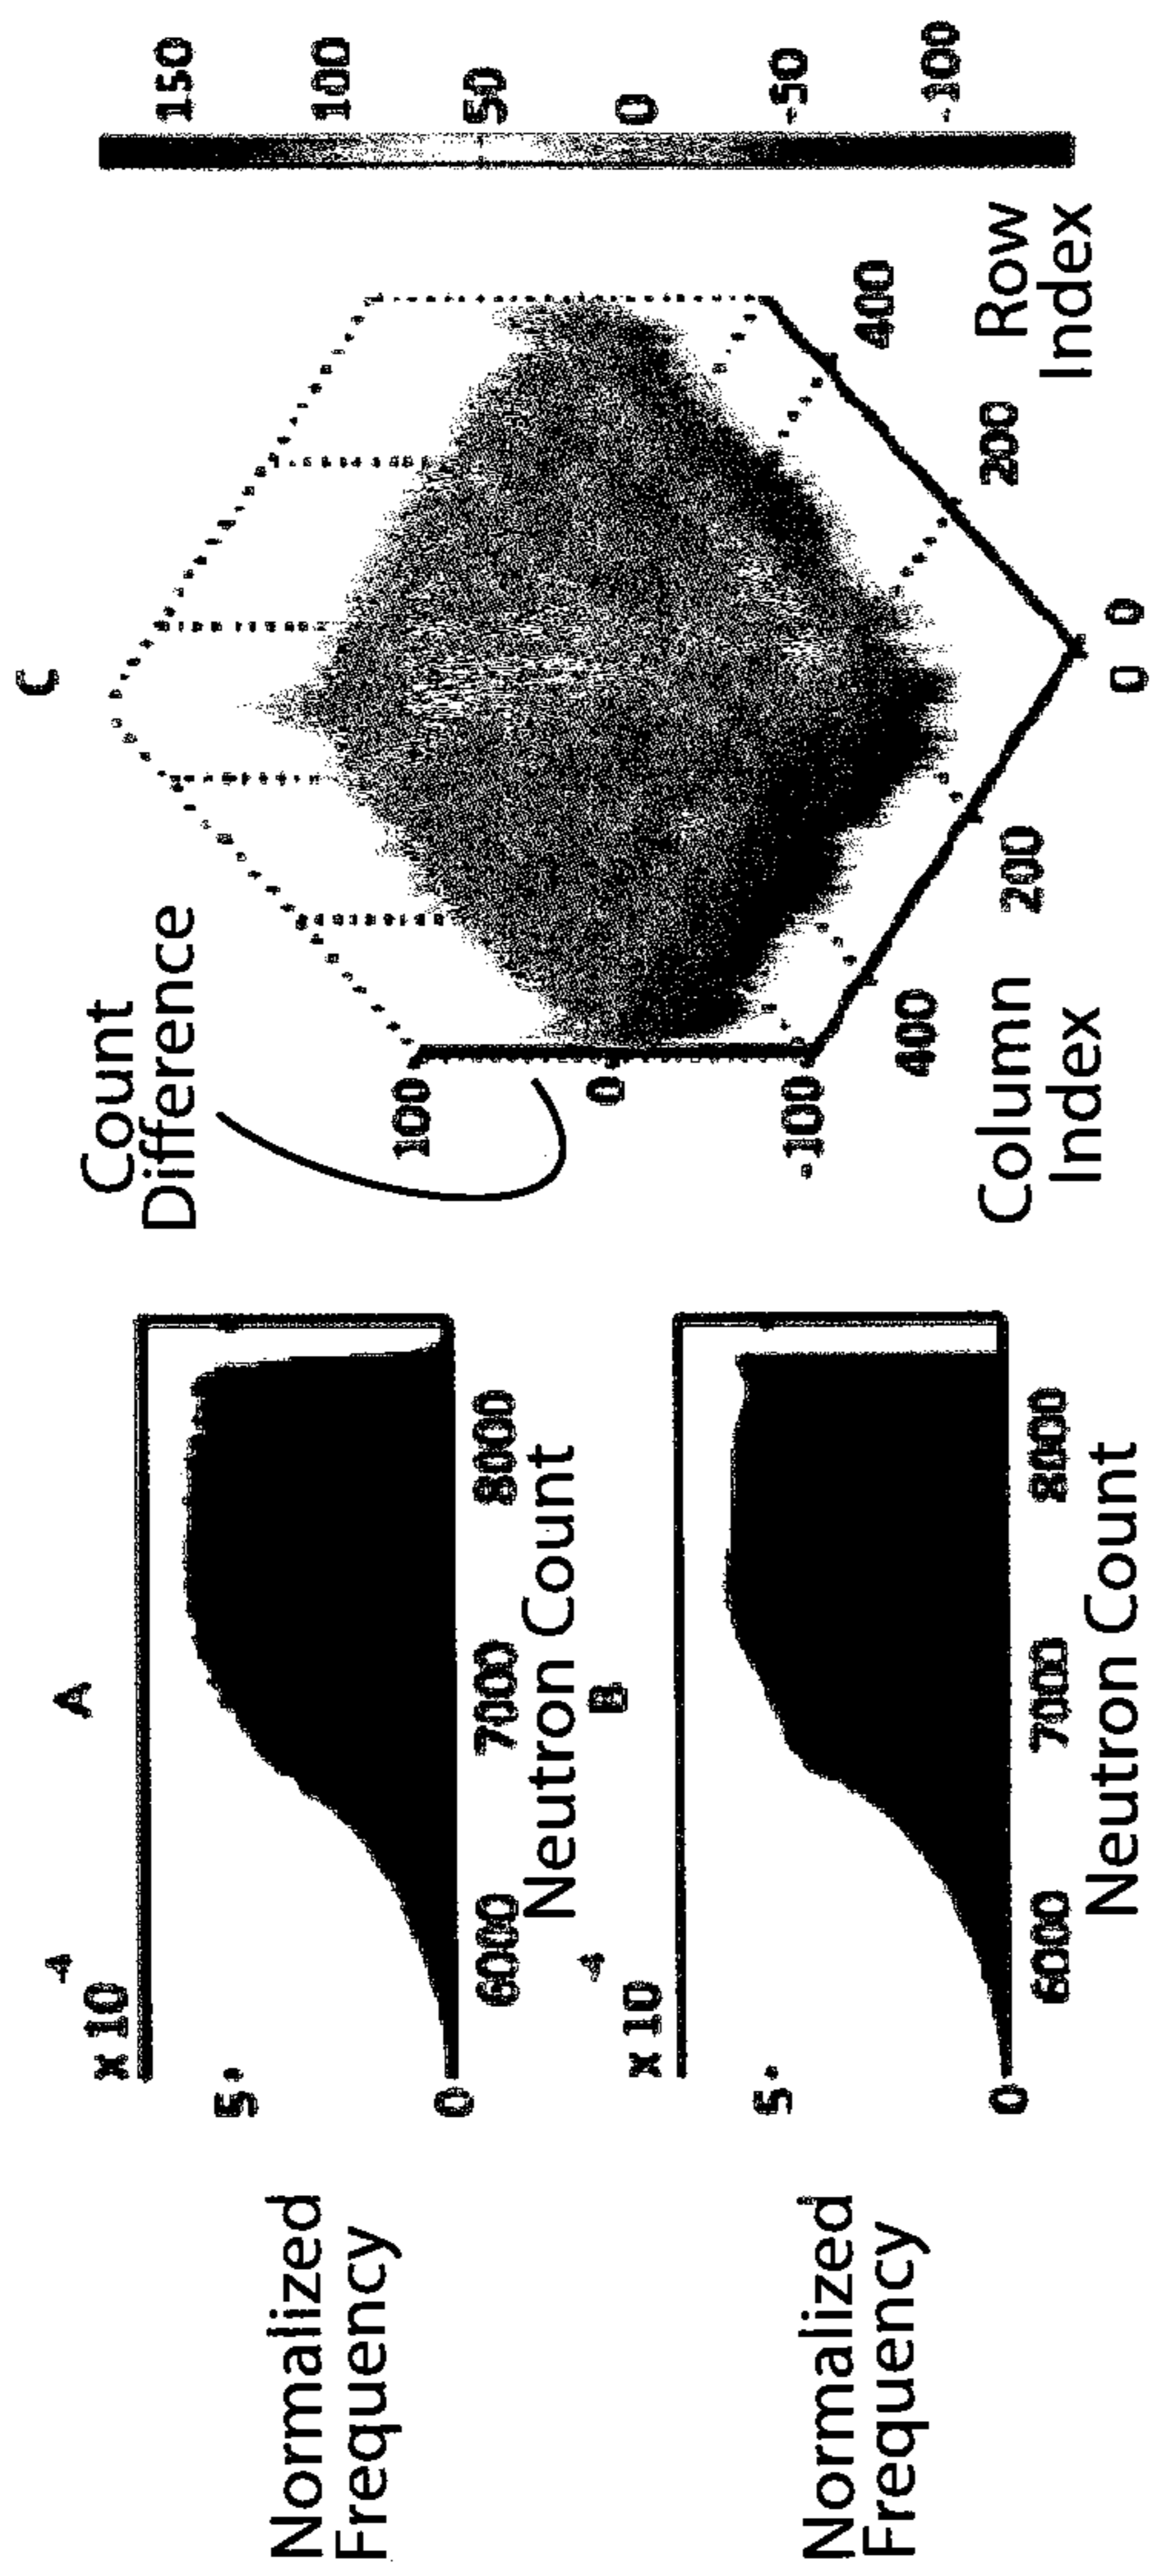 A
x 10
-4
5
0
Normalized
Frequency
6000
7000
8000
Neutron Count
B
x 10
-4
5
0
Normalized
Frequency
6000
7000
8000
Neutron Count
C
Count
Difference
100
0
-100
400
200
0
Column
Index
0
200
400
Row
Index
150
100
50
0
-50
-100